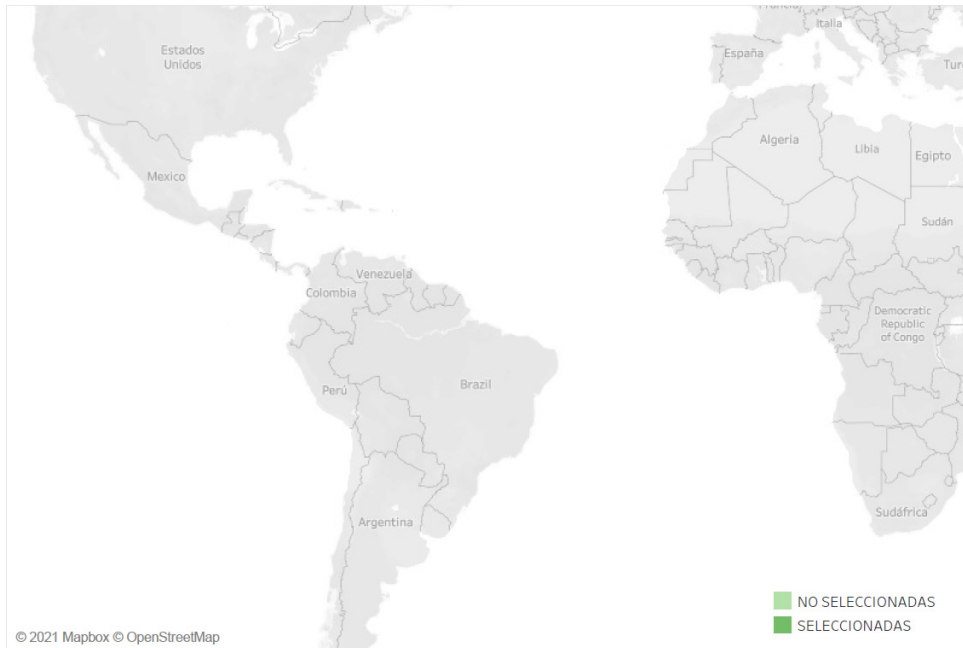 Francia
Italia
Estados
Unidos
España
Tur
Algeria
Libia
Egipto
Mexico
Sudán
Venezuela
Colombia
Democratic
Republic
of Congo
Perú
Brazil
Sudáfrica
Argentina
NO SELECCIONADAS
SELECCIONADAS
© 2021 Mapbox © OpenStreetMap